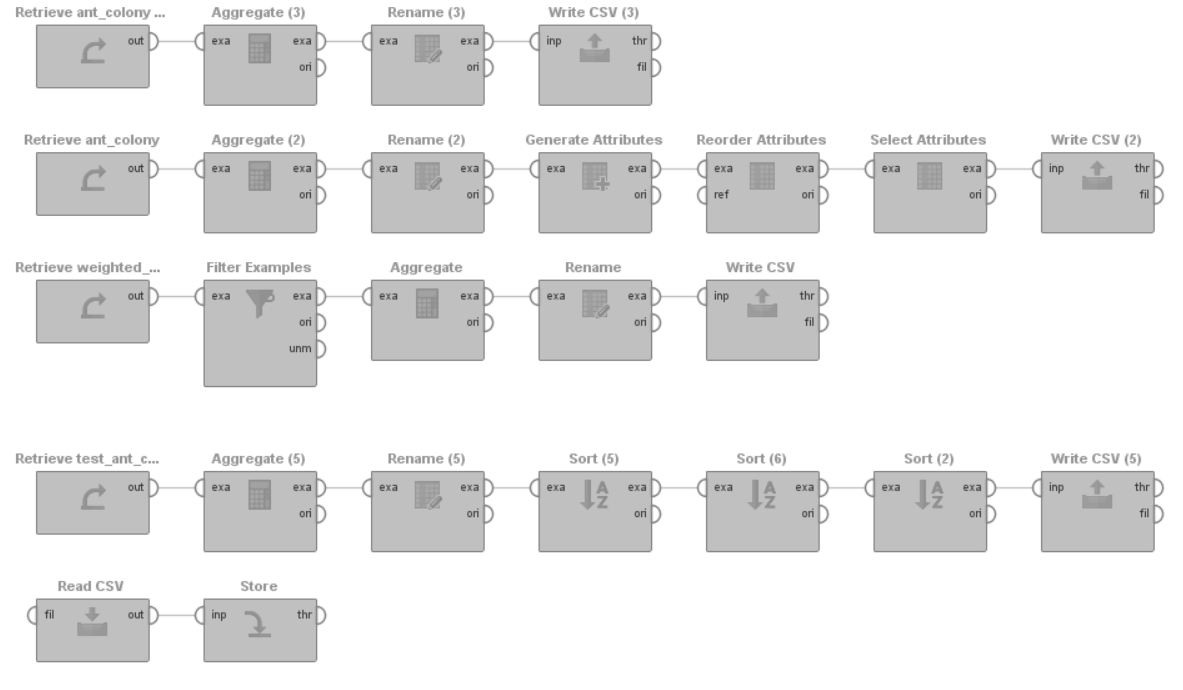 Retrieve ant_colony ... Aggregate (3) Rename (3) Write CSV (3)
out exa exa exa exa inp thr
ori ori fil
Retrieve ant_colony Aggregate (2) Rename (2) Generate Attributes Reorder Attributes Select Attributes Write CSV (2)
out exa exa exa exa exa exa exa exa exa exa inp thr
ori ori ori ref ori ori fil
Retrieve weighted_... Filter Examples Aggregate Rename Write CSV
out exa exa exa exa exa exa inp thr
ori ori ori fil
unm
Retrieve test_ant_c... Aggregate (5) Rename (5) Sort (5) Sort (6) Sort (2) Write CSV (5)
out exa exa exa exa exa exa exa exa exa exa inp thr
ori ori ori ori ori fil
Read CSV Store
fil out inp thr